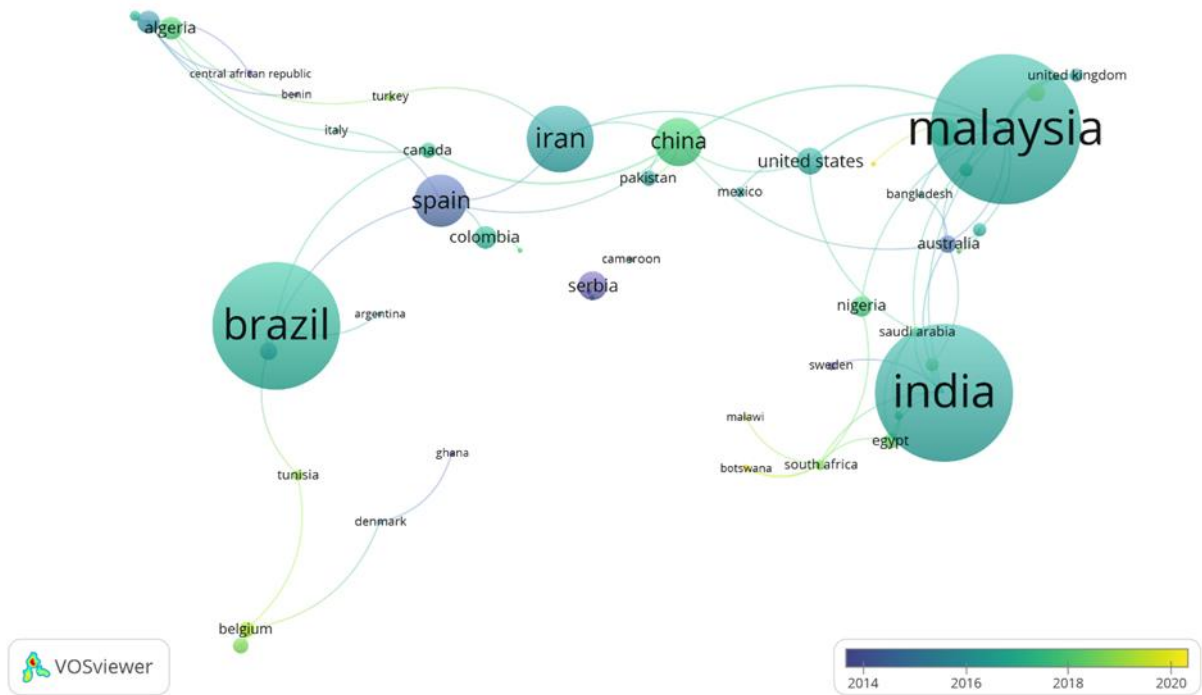 algeria
central african republic
benin
turkey
italy
canada
iran
china
pakistan
united states
mexico
united kingdom
malaysia
bangladesh
australia
spain
colombia
cameroon
serbia
brazil
argentina
nigeria
saudi arabia
sweden
india
malawi
egypt
botswana
south africa
ghana
tunisia
denmark
belgium
VOSviewer
2014 2016 2018 2020